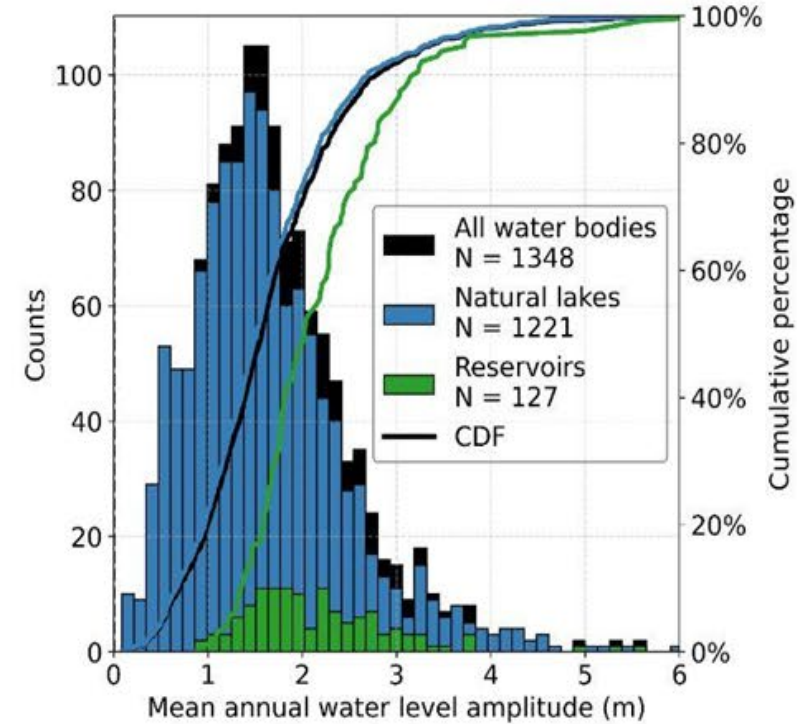 100%
100
80%
80
All water bodies
N = 1348
60%
60
Natural lakes
N = 1221
Reservoirs
N = 127
40%
40
CDF
20%
20
0
0%
0 1 2 3 4 5 6
Mean annual water level amplitude (m)
Counts
Cumulative percentage